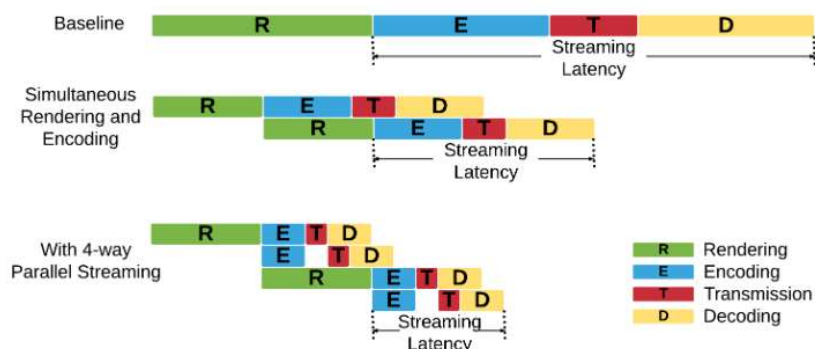 Baseline
R E T D
Streaming
Latency
Simultaneous
Rendering and
Encoding
R E T D
R E T D
Streaming
Latency
With 4-way
Parallel Streaming
R E T D
E T D
R E T D
E T D
Streaming
Latency
R Rendering
E Encoding
T Transmission
D Decoding